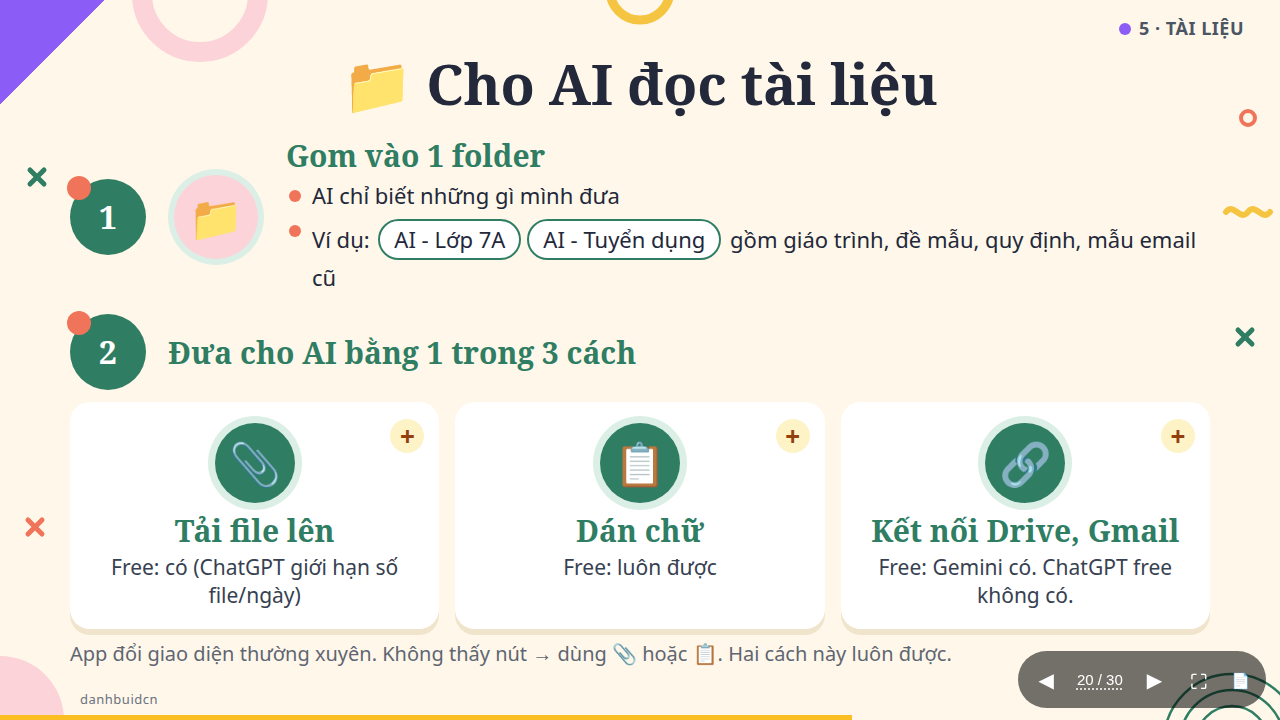 5 · TÀI LIỆU
📁 Cho AI đọc tài liệu
1
📁
Gom vào 1 folder
AI chỉ biết những gì mình đưa
Ví dụ: AI - Lớp 7A AI - Tuyển dụng gồm giáo trình, đề mẫu, quy định, mẫu email
cũ
2
Đưa cho AI bằng 1 trong 3 cách
+
📎
Tải file lên
Free: có (ChatGPT giới hạn số
file/ngày)
+
📋
Dán chữ
Free: luôn được
+
🔗
Kết nối Drive, Gmail
Free: Gemini có. ChatGPT free
không có.
App đổi giao diện thường xuyên. Không thấy nút → dùng 📎 hoặc 📋. Hai cách này luôn được.
◀ 20 / 30 ▶ ⛶ 📄
danhbuidcn